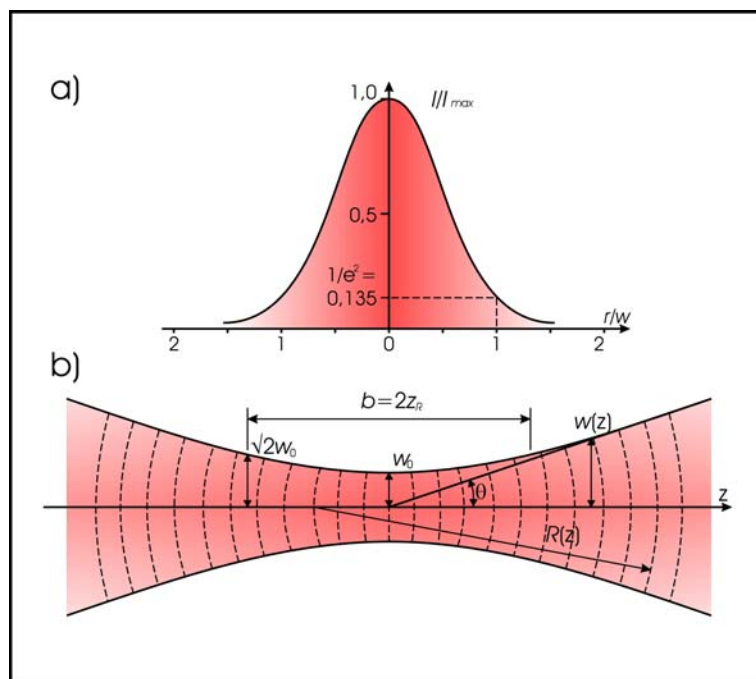 a)
1,0
I/I max
0,5
1/e² =
0,135
r/w
2 1 0 1 2
b)
b=2zR
√2w₀
w₀
w(z)
θ
z
R(z)